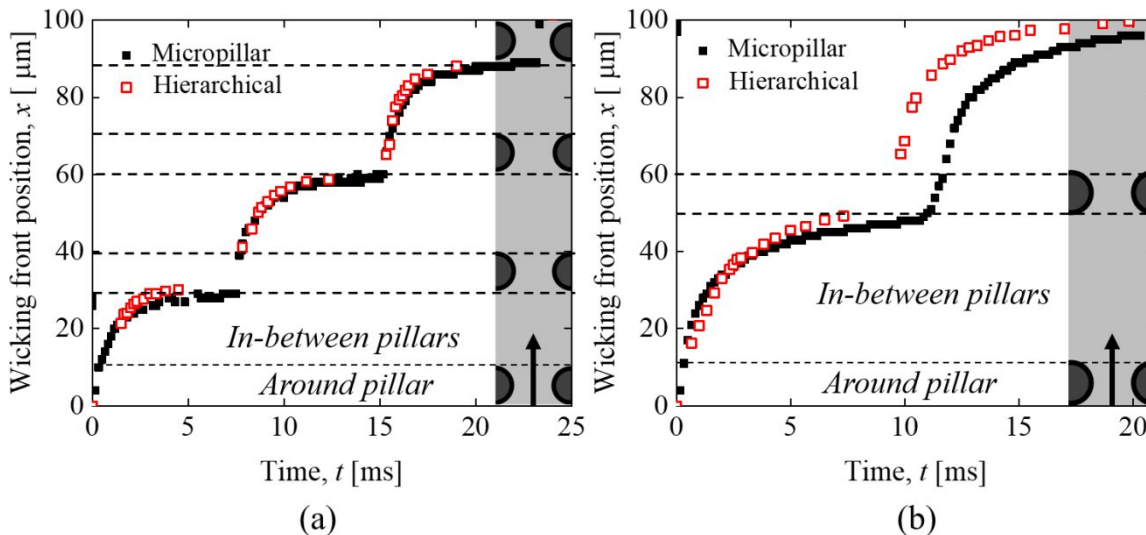 Wicking front position, x [ μm]
100
80
60
40
20
0
Micropillar
Hierarchical
In-between pillars
Around pillar
0 5 10 15 20 25
Time, t [ms]
(a)
Wicking front position, x [ μm]
100
80
60
40
20
0
Micropillar
Hierarchical
In-between pillars
Around pillar
0 5 10 15 20
Time, t [ms]
(b)